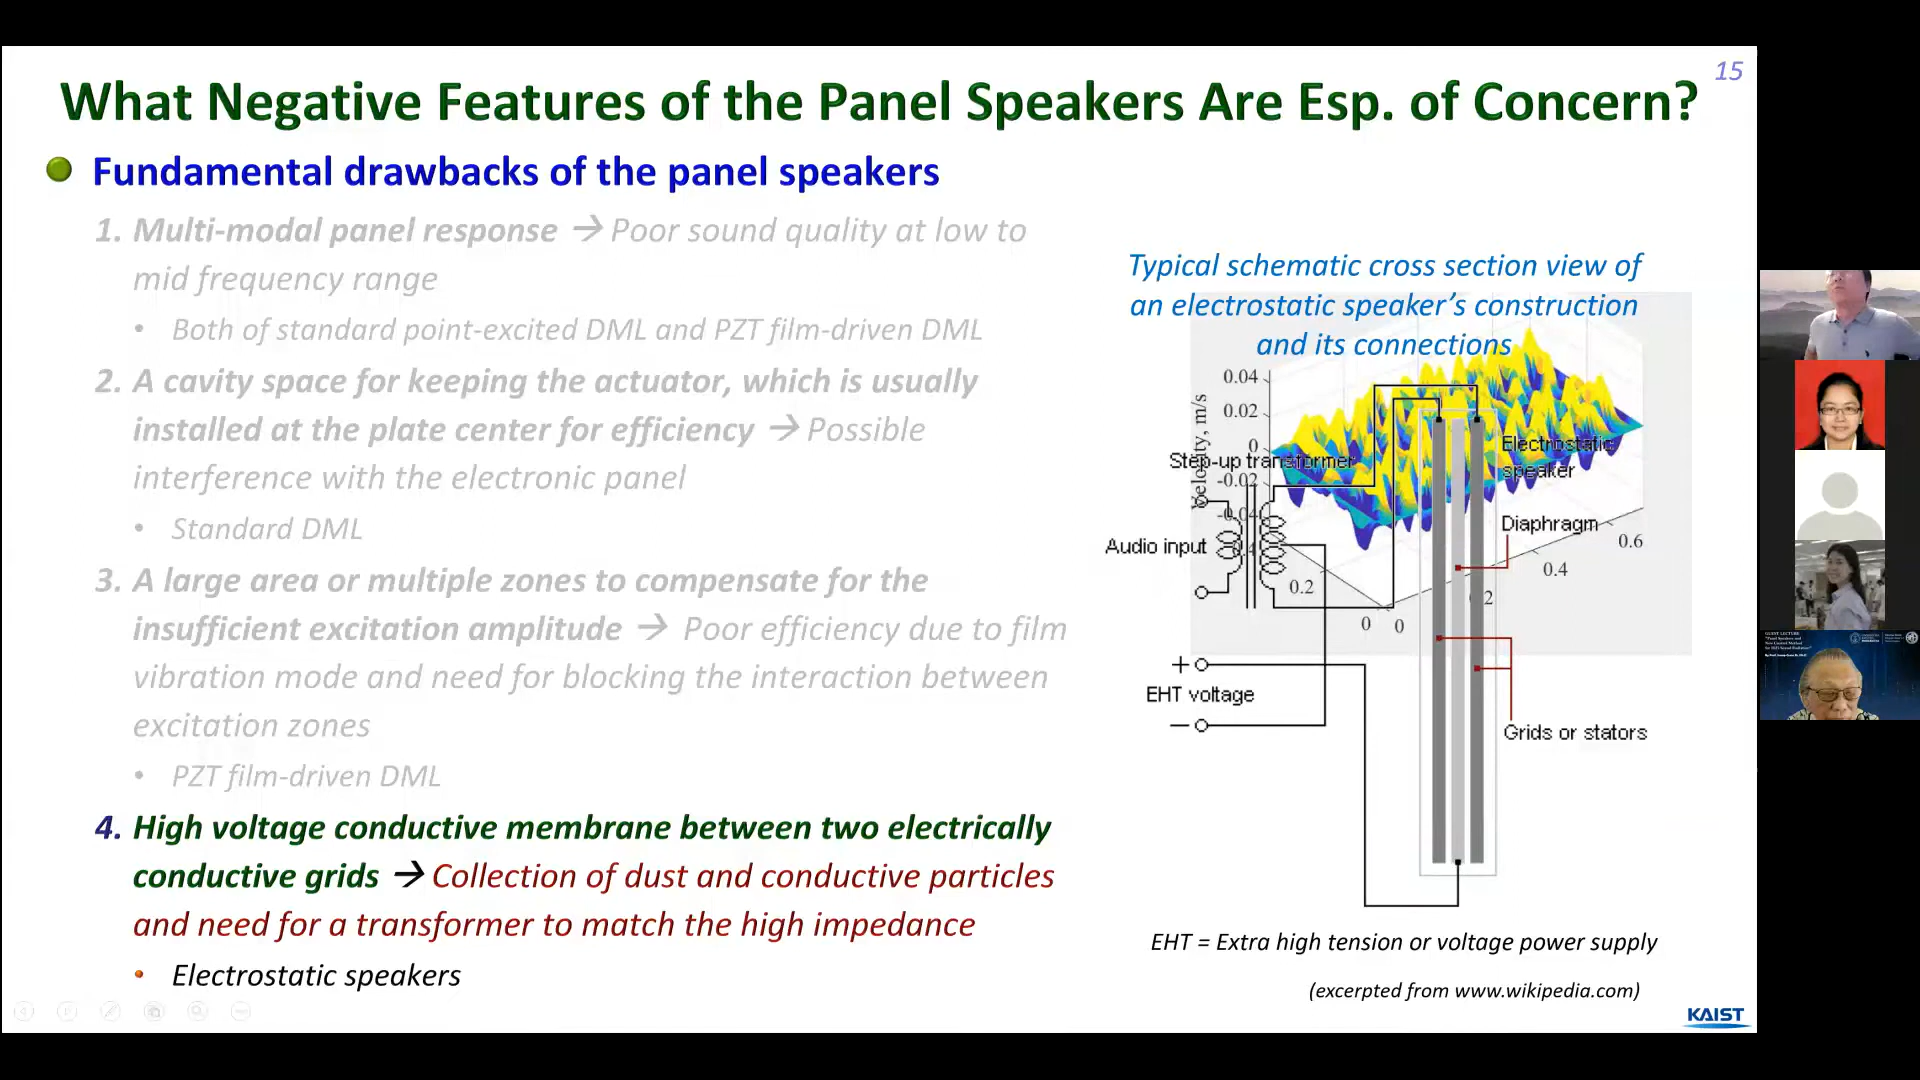 15
What Negative Features of the Panel Speakers Are Esp. of Concern?
Fundamental drawbacks of the panel speakers
1. Multi-modal panel response → Poor sound quality at low to
mid frequency range
• Both of standard point-excited DML and PZT film-driven DML
2. A cavity space for keeping the actuator, which is usually
installed at the plate center for efficiency → Possible
interference with the electronic panel
• Standard DML
3. A large area or multiple zones to compensate for the
insufficient excitation amplitude → Poor efficiency due to film
vibration mode and need for blocking the interaction between
excitation zones
• PZT film-driven DML
4. High voltage conductive membrane between two electrically
conductive grids → Collection of dust and conductive particles
and need for a transformer to match the high impedance
• Electrostatic speakers
Typical schematic cross section view of
an electrostatic speaker's construction
and its connections
0.04
0.02
0
-0.02
-0.04
Velocity, m/s
0.4
0.2
0
0
0.4
0.6
Step-up transformer
Electrostatic
speaker
Diaphragm
Audio input
+
EHT voltage
−
Grids or stators
EHT = Extra high tension or voltage power supply
(excerpted from www.wikipedia.com)
KAIST
GUEST LECTURE